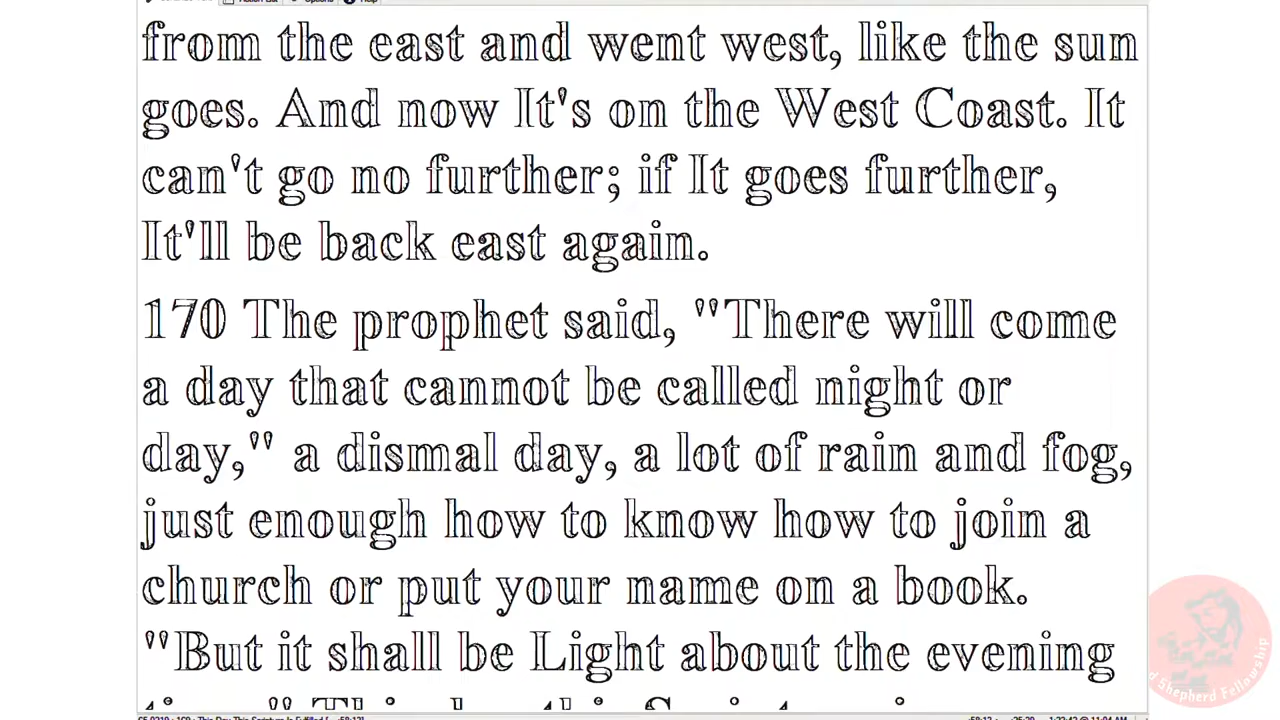 Options
Help
from the east and went west, like the sun
goes. And now It's on the West Coast. It
can't go no further; if It goes further,
It'll be back east again.
170 The prophet said, "There will come
a day that cannot be called night or
day," a dismal day, a lot of rain and fog,
just enough how to know how to join a
church or put your name on a book.
"But it shall be Light about the evening
d Shepherd Fellowship